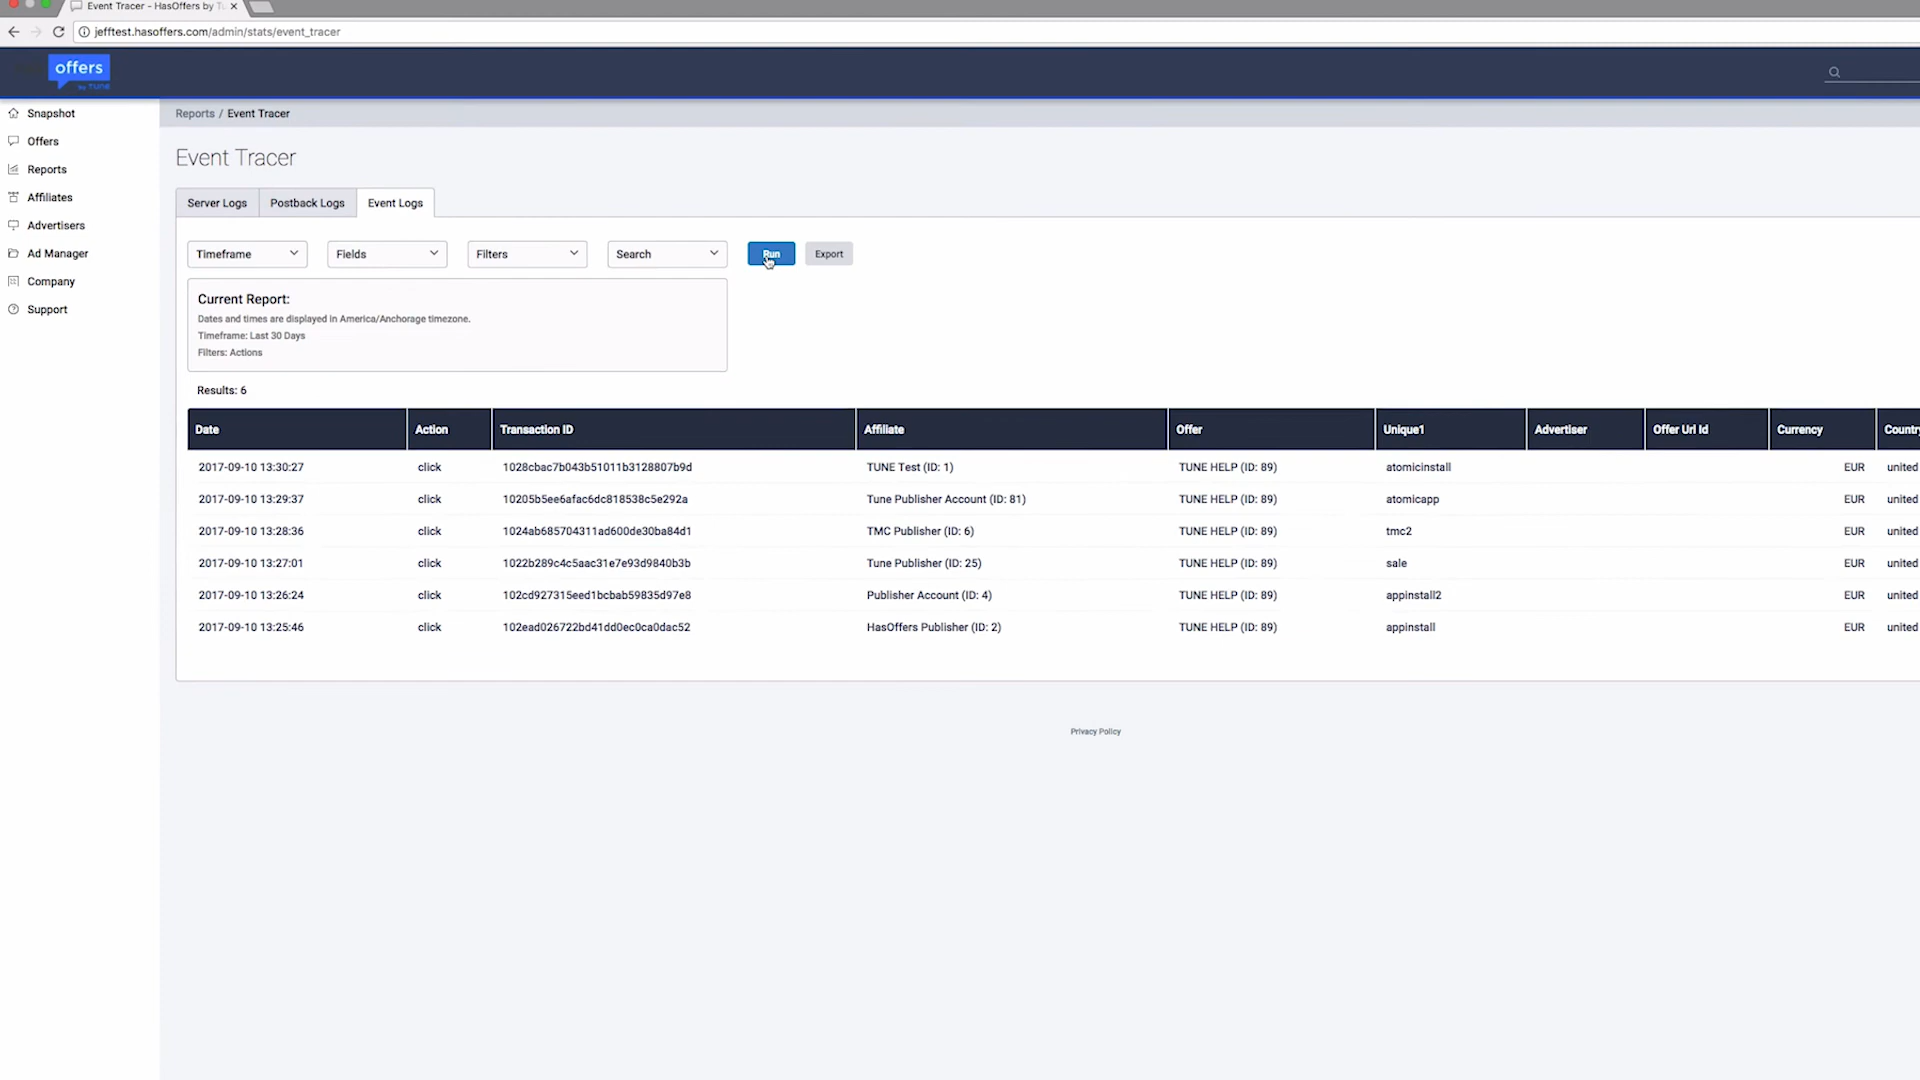 Event Tracer - HasOffers by Tu
jefftest.hasoffers.com/admin/stats/event_tracer
offers
by TUNE
Snapshot
Offers
Reports
Affiliates
Advertisers
Ad Manager
Company
Support
Reports / Event Tracer
Event Tracer
Server Logs Postback Logs Event Logs
Timeframe Fields Filters Search Run Export
Current Report:
Dates and times are displayed in America/Anchorage timezone.
Timeframe: Last 30 Days
Filters: Actions
Results: 6
Date Action Transaction ID Affiliate Offer Unique1 Advertiser Offer Url Id Currency Country
2017-09-10 13:30:27 click 1028cbac7b043b51011b3128807b9d TUNE Test (ID: 1) TUNE HELP (ID: 89) atomicinstall EUR united
2017-09-10 13:29:37 click 10205b5ee6afac6dc818538c5e292a Tune Publisher Account (ID: 81) TUNE HELP (ID: 89) atomicapp EUR united
2017-09-10 13:28:36 click 1024ab685704311ad600de30ba84d1 TMC Publisher (ID: 6) TUNE HELP (ID: 89) tmc2 EUR united
2017-09-10 13:27:01 click 1022b289c4c5aac31e7e93d9840b3b Tune Publisher (ID: 25) TUNE HELP (ID: 89) sale EUR united
2017-09-10 13:26:24 click 102cd927315eed1bcbab59835d97e8 Publisher Account (ID: 4) TUNE HELP (ID: 89) appinstall2 EUR united
2017-09-10 13:25:46 click 102ead026722bd41dd0ec0ca0dac52 HasOffers Publisher (ID: 2) TUNE HELP (ID: 89) appinstall EUR united
Privacy Policy